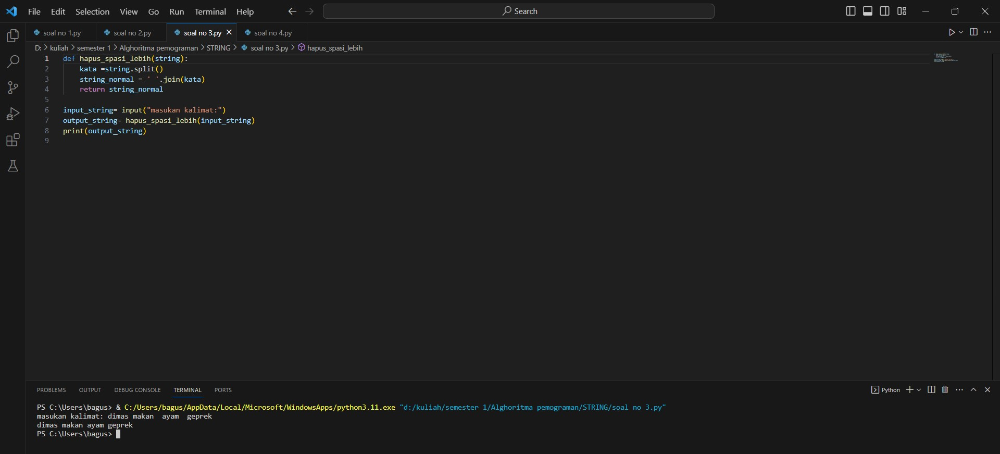 File Edit Selection View Go Run Terminal Help Search
soal no 1.py soal no 2.py soal no 3.py soal no 4.py
D: > kuliah > semester 1 > Alghoritma pemograman > STRING > soal no 3.py > hapus_spasi_lebih
1 def hapus_spasi_lebih(string):
2     kata =string.split()
3     string_normal = ' '.join(kata)
4     return string_normal
5
6 input_string= input("masukan kalimat:")
7 output_string= hapus_spasi_lebih(input_string)
8 print(output_string)
9
PROBLEMS OUTPUT DEBUG CONSOLE TERMINAL PORTS Python
PS C:\Users\bagus> & C:/Users/bagus/AppData/Local/Microsoft/WindowsApps/python3.11.exe "d:/kuliah/semester 1/Alghoritma pemograman/STRING/soal no 3.py"
masukan kalimat: dimas makan  ayam  geprek
dimas makan ayam geprek
PS C:\Users\bagus>